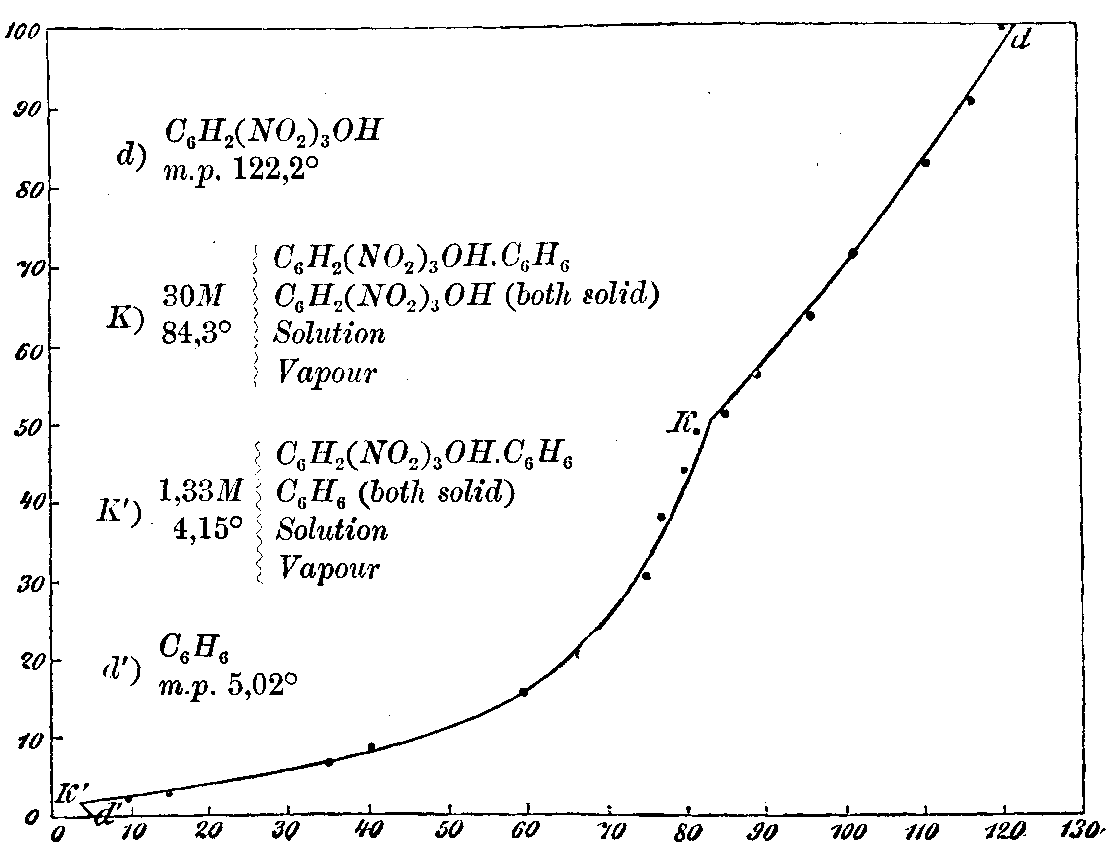 100
90
80
70
60
50
40
30
20
10
0
d
d) C₆H₂(NO₂)₃OH
m.p. 122,2°
K) 30M
84,3°
C₆H₂(NO₂)₃OH.C₆H₆
C₆H₂(NO₂)₃OH (both solid)
Solution
Vapour
K
K') 1,33M
4,15°
C₆H₂(NO₂)₃OH.C₆H₆
C₆H₆ (both solid)
Solution
Vapour
d') C₆H₆
m.p. 5,02°
K'
d'
0 10 20 30 40 50 60 70 80 90 100 110 120 130